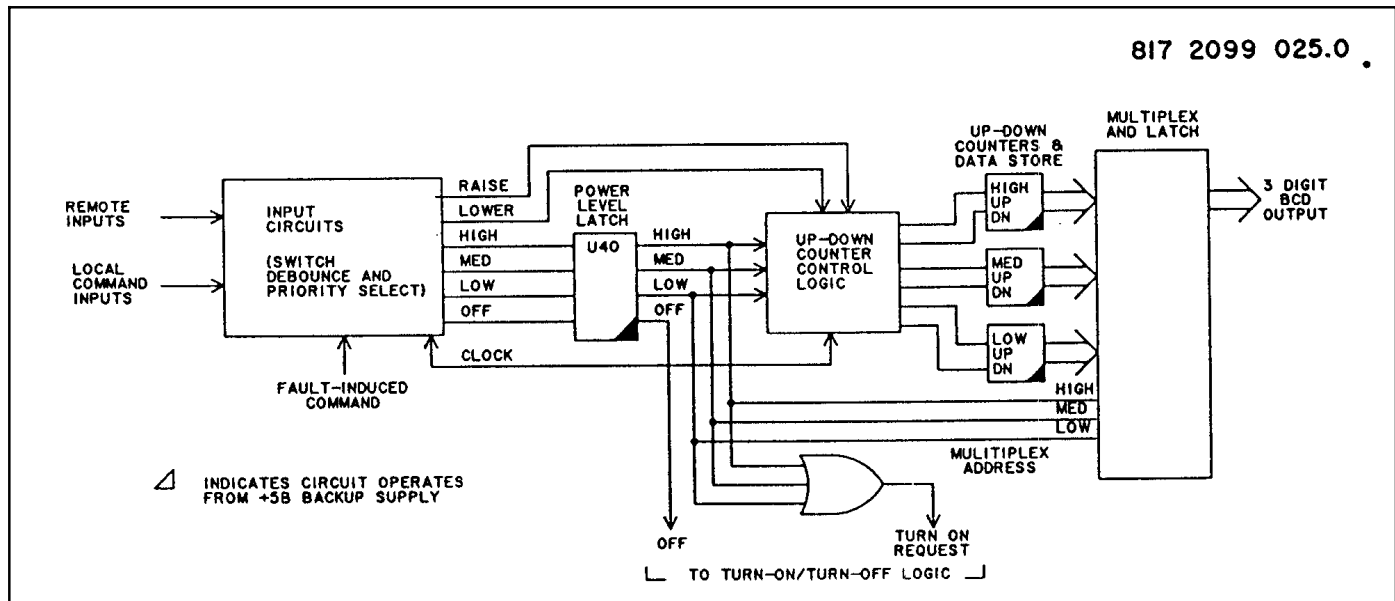 817 2099 025.0
REMOTE
INPUTS
LOCAL
COMMAND
INPUTS
INPUT
CIRCUITS
(SWITCH
DEBOUNCE AND
PRIORITY SELECT)
FAULT-INDUCED
COMMAND
RAISE
LOWER
HIGH
MED
LOW
OFF
CLOCK
POWER
LEVEL
LATCH
U40
HIGH
MED
LOW
OFF
UP-DOWN
COUNTER
CONTROL
LOGIC
UP-DOWN
COUNTERS &
DATA STORE
HIGH
UP
DN
MED
UP
DN
LOW
UP
DN
MULTIPLEX
AND LATCH
3 DIGIT
BCD
OUTPUT
HIGH
MED
LOW
MULITIPLEX
ADDRESS
INDICATES CIRCUIT OPERATES
FROM +5B BACKUP SUPPLY
OFF
TURN ON
REQUEST
TO TURN-ON/TURN-OFF LOGIC